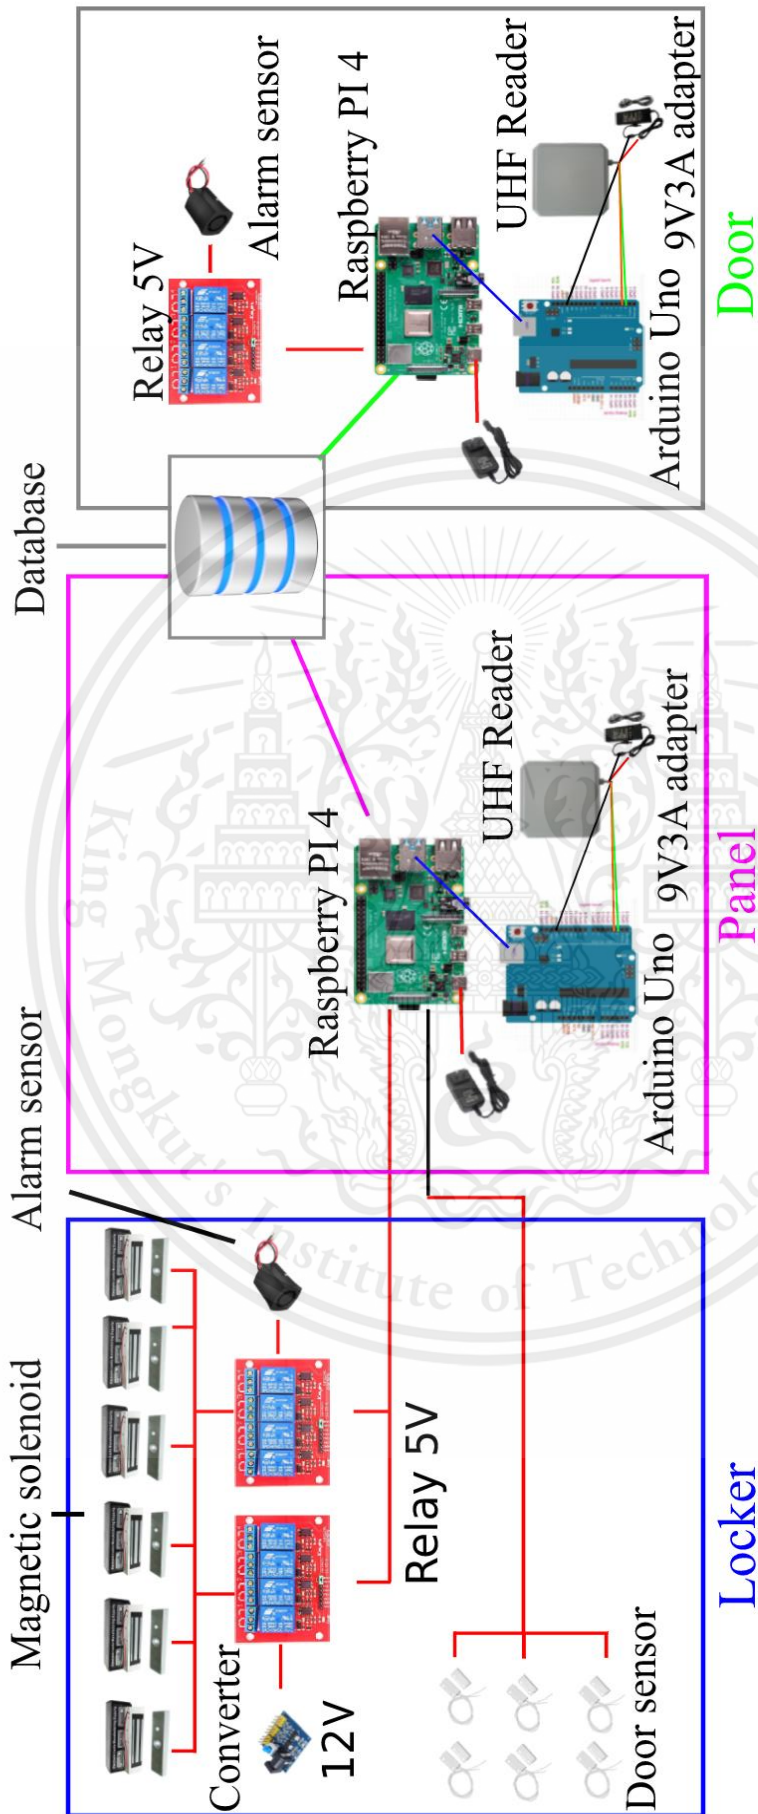 Magnetic solenoid
Alarm sensor
Database
Converter
12V
Relay 5V
Door sensor
Locker
Raspberry PI 4
UHF Reader
Arduino Uno
9V3A adapter
Panel
Relay 5V
Alarm sensor
Raspberry PI 4
UHF Reader
Arduino Uno
9V3A adapter
Door
King Mongkut's Institute of Technol